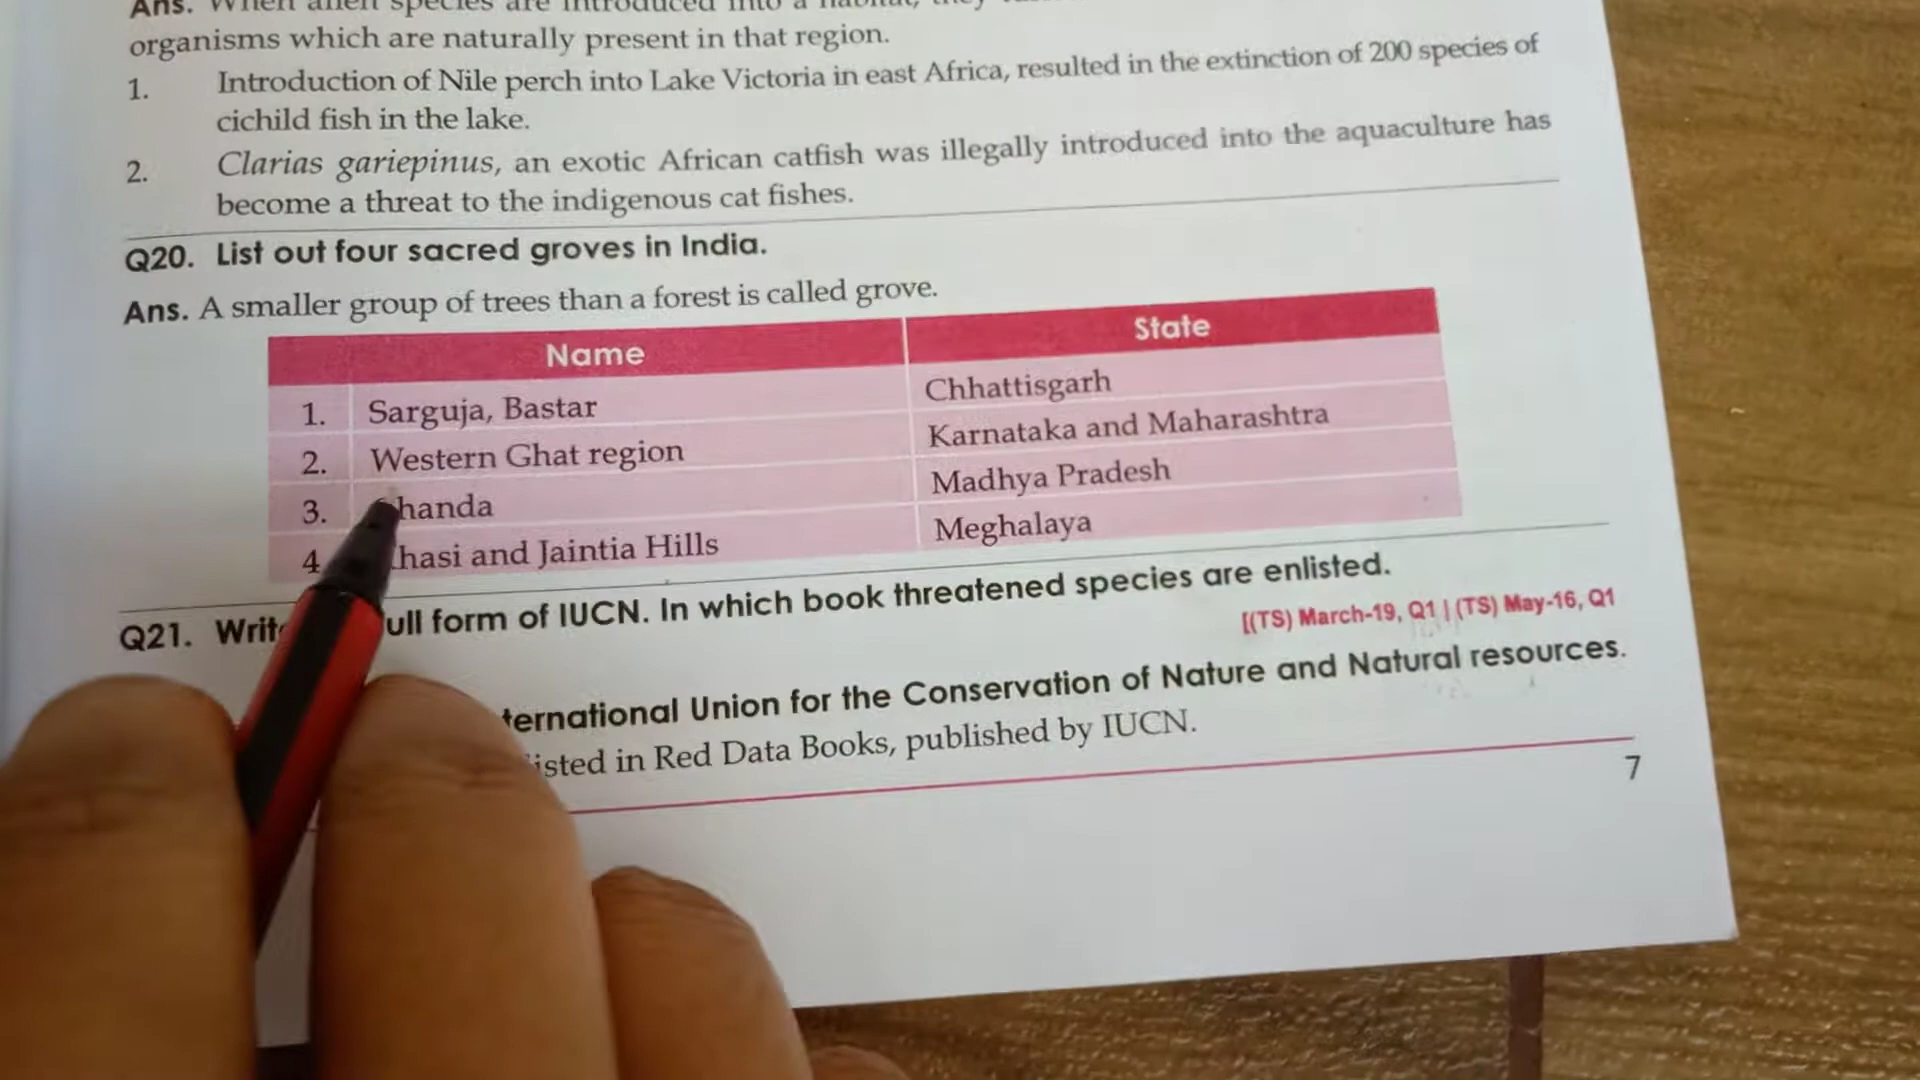 Ans. When alien species are introduced into a habitat, they
organisms which are naturally present in that region.
1. Introduction of Nile perch into Lake Victoria in east Africa, resulted in the extinction of 200 species of
cichild fish in the lake.
2. Clarias gariepinus, an exotic African catfish was illegally introduced into the aquaculture has
become a threat to the indigenous cat fishes.
Q20. List out four sacred groves in India.
Ans. A smaller group of trees than a forest is called grove.
Name State
1. Sarguja, Bastar Chhattisgarh
2. Western Ghat region Karnataka and Maharashtra
3. handa Madhya Pradesh
4 hasi and Jaintia Hills Meghalaya
Q21. Writ ull form of IUCN. In which book threatened species are enlisted.
[(TS) March-19, Q1 | (TS) May-16, Q1
ternational Union for the Conservation of Nature and Natural resources.
isted in Red Data Books, published by IUCN.
7